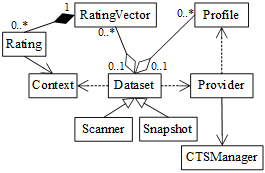 1 RatingVector Profile
0..* 0..* 0..*
Rating
0..1 0..1
Context Dataset Provider
Scanner Snapshot
CTSManager